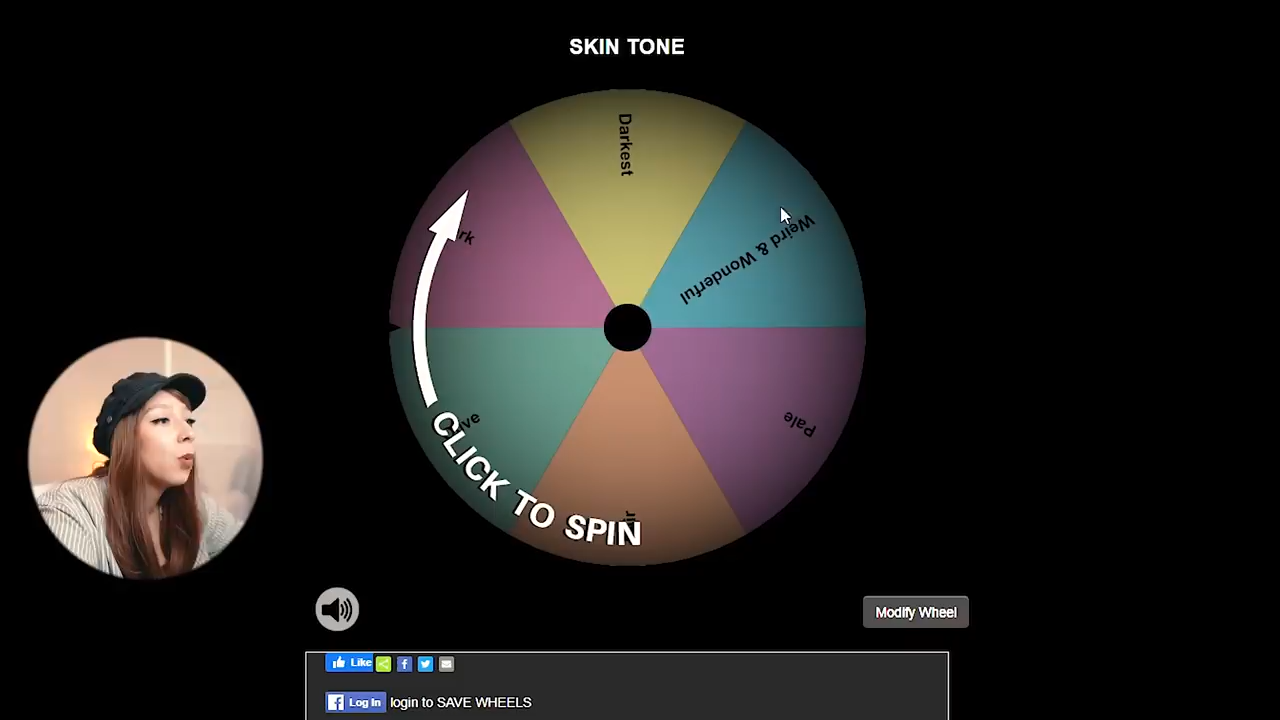 SKIN TONE
Darkest
Weird & Wonderful
Pale
CLICK TO SPIN
Modify Wheel
Like
Log In login to SAVE WHEELS